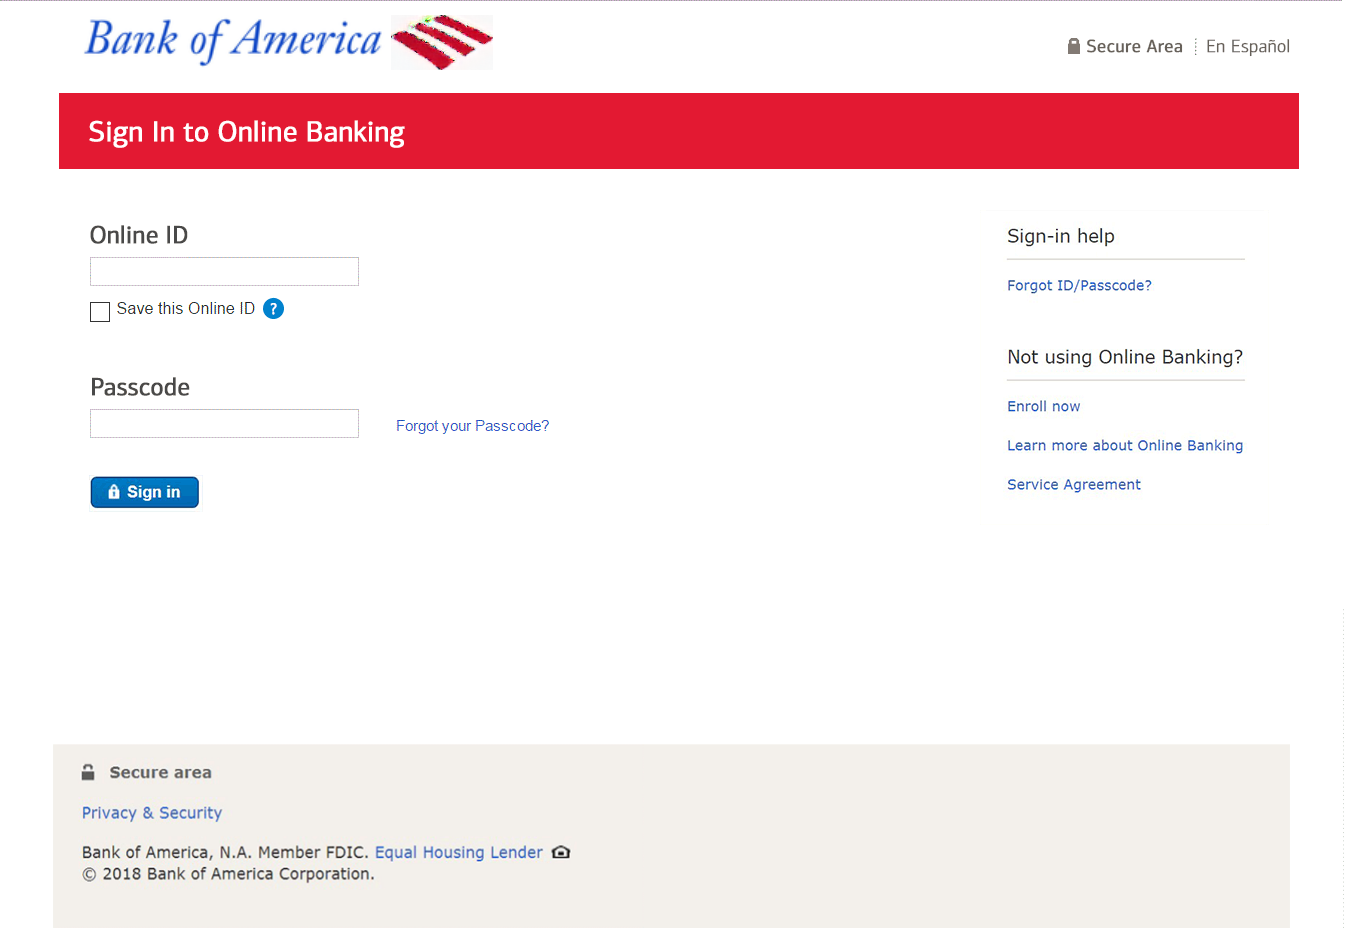 Bank of America
Secure Area
En Español
Sign In to Online Banking
Online ID
Save this Online ID ?
Passcode
Forgot your Passcode?
Sign in
Sign-in help
Forgot ID/Passcode?
Not using Online Banking?
Enroll now
Learn more about Online Banking
Service Agreement
Secure area
Privacy & Security
Bank of America, N.A. Member FDIC. Equal Housing Lender
© 2018 Bank of America Corporation.